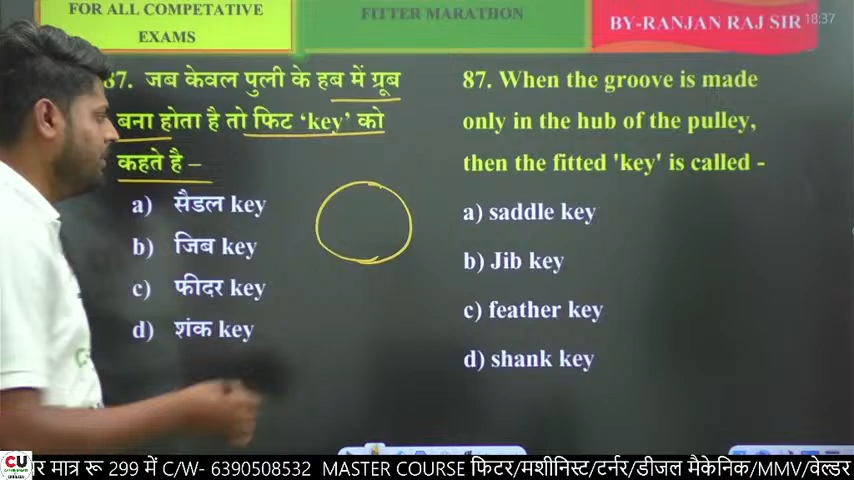 FOR ALL COMPETATIVE
EXAMS
FITTER MARATHON
BY-RANJAN RAJ SIR
18:37
87. जब केवल पुली के हब में ग्रूब
बना होता है तो फिट ‘key’ को
कहते है –
a) सैडल key
b) जिब key
c) फीदर key
d) शंक key
87. When the groove is made
only in the hub of the pulley,
then the fitted 'key' is called -
a) saddle key
b) Jib key
c) feather key
d) shank key
CU
र मात्र रू 299 में C/W- 6390508532 MASTER COURSE फिटर/मशीनिस्ट/टर्नर/डीजल मैकेनिक/MMV/वेल्डर